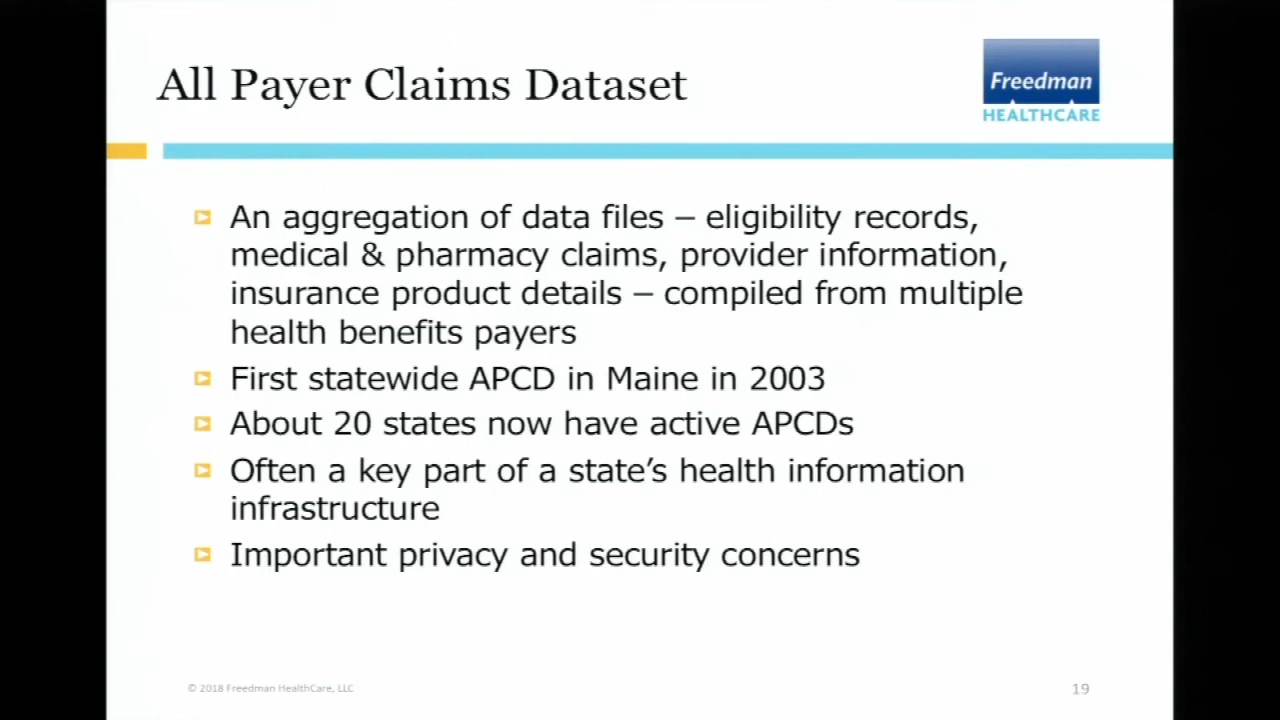 All Payer Claims Dataset
Freedman
HEALTHCARE
An aggregation of data files – eligibility records,
medical & pharmacy claims, provider information,
insurance product details – compiled from multiple
health benefits payers
First statewide APCD in Maine in 2003
About 20 states now have active APCDs
Often a key part of a state’s health information
infrastructure
Important privacy and security concerns
© 2018 Freedman HealthCare, LLC
19